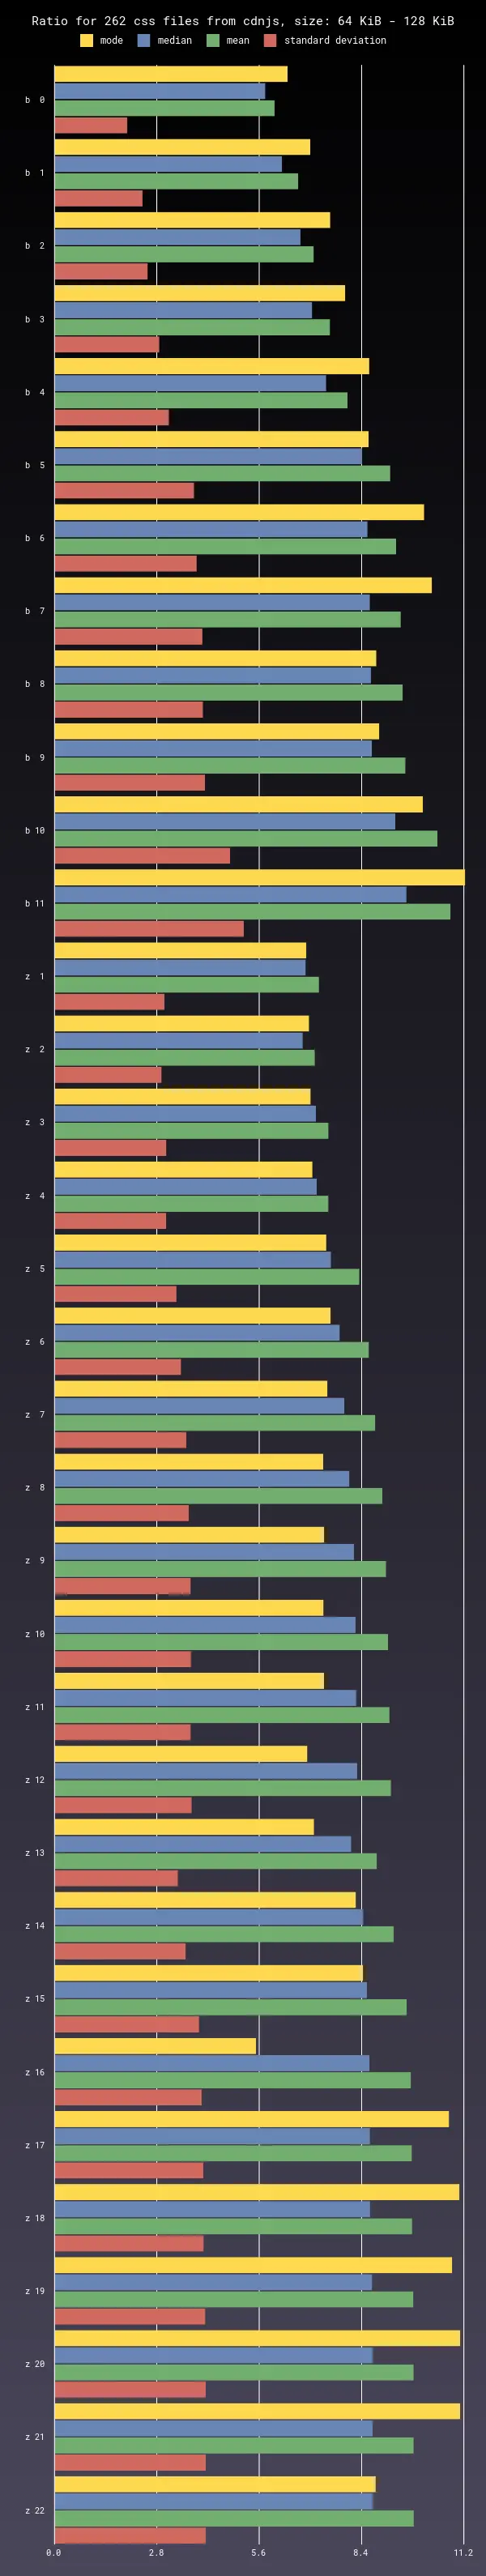 Ratio for 262 css files from cdnjs, size: 64 KiB - 128 KiB
mode median mean standard deviation
b 0
b 1
b 2
b 3
b 4
b 5
b 6
b 7
b 8
b 9
b 10
b 11
z 1
z 2
z 3
z 4
z 5
z 6
z 7
z 8
z 9
z 10
z 11
z 12
z 13
z 14
z 15
z 16
z 17
z 18
z 19
z 20
z 21
z 22
0.0 2.8 5.6 8.4 11.2